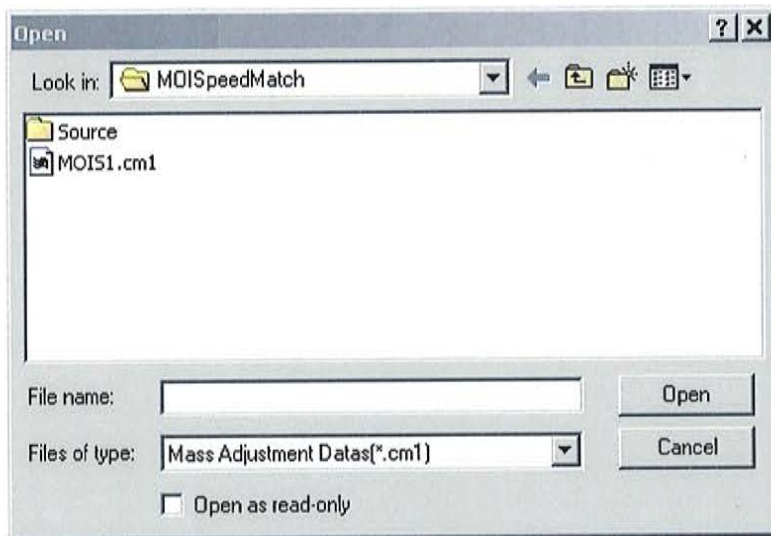 Open
Look in: MOISpeedMatch
Source
MOIS1.cm1
File name: Open
Files of type: Mass Adjustment Datas(*.cm1) Cancel
Open as read-only